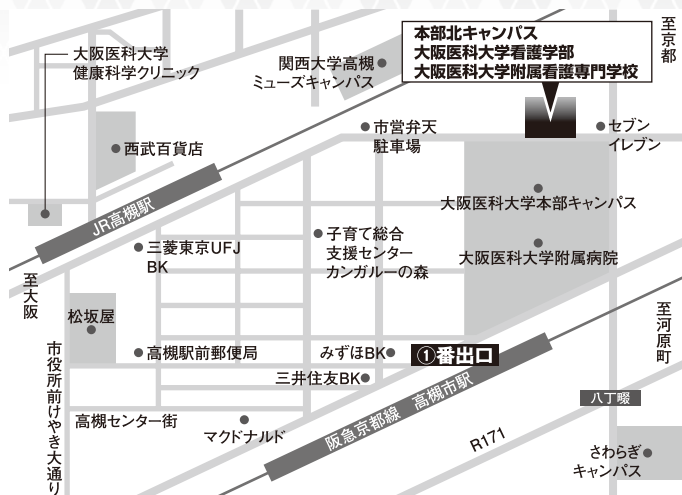 大阪医科大学
健康科学クリニック
関西大学高槻
ミューズキャンパス
本部北キャンパス
大阪医科大学看護学部
大阪医科大学附属看護専門学校
至京都
西武百貨店
市営弁天
駐車場
セブン
イレブン
JR高槻駅
大阪医科大学本部キャンパス
三菱東京UFJ
BK
子育て総合
支援センター
カンガルーの森
大阪医科大学附属病院
至大阪
松坂屋
至河原町
高槻駅前郵便局
みずほBK
①番出口
三井住友BK
市役所前けやき大通り
高槻センター街
マクドナルド
阪急京都線 高槻市駅
R171
八丁畷
さわらぎ
キャンパス